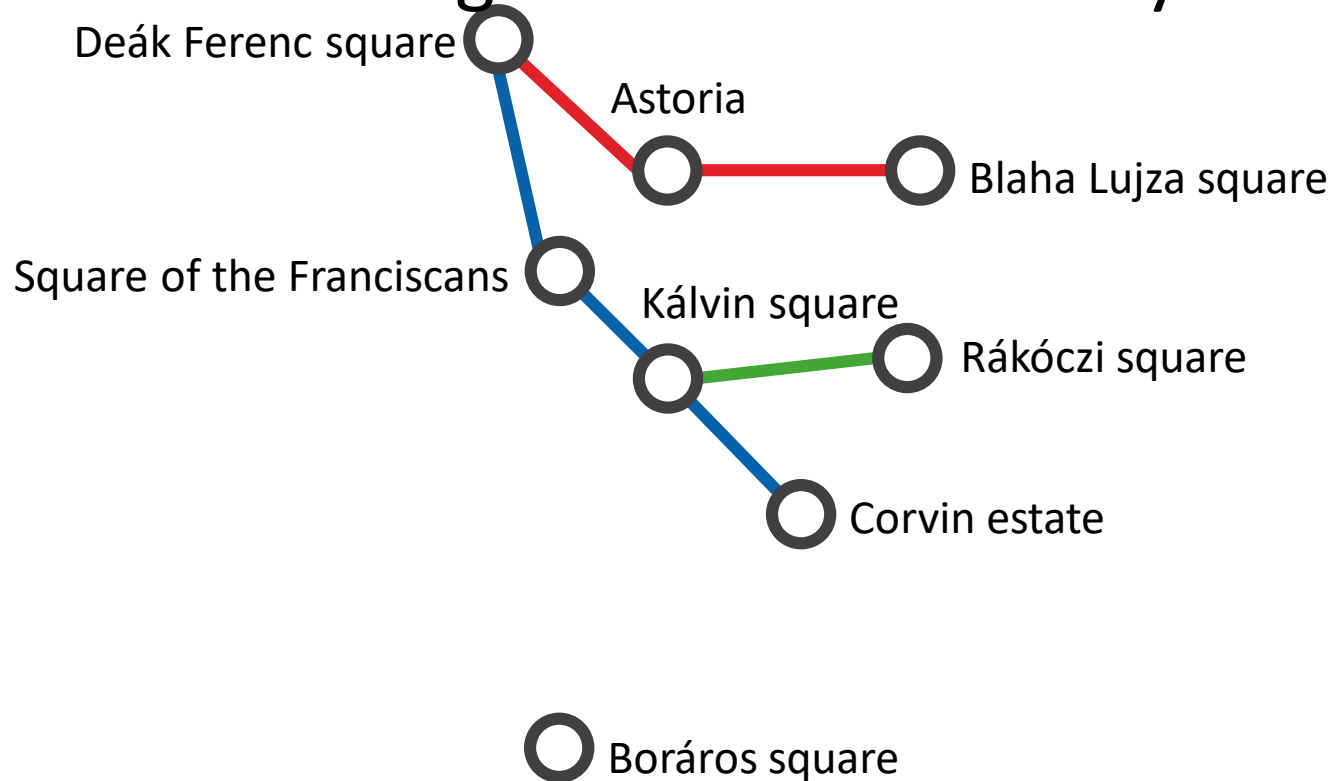 Deák Ferenc square
Astoria
Blaha Lujza square
Square of the Franciscans
Kálvin square
Rákóczi square
Corvin estate
Boráros square